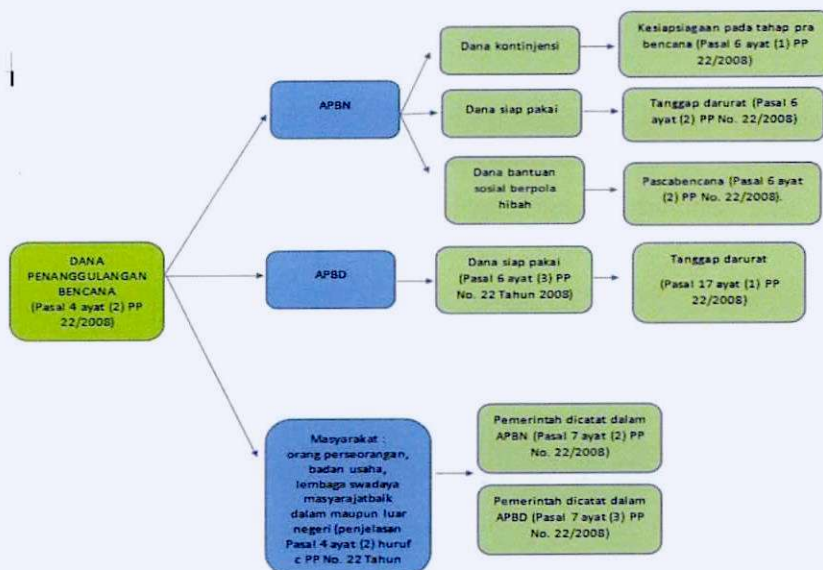 DANA
PENANGGULANGAN
BENCANA
(Pasal 4 ayat (2) PP
22/2008)
APBN
Dana kontinjensi
Kesiapsiagaan pada tahap pra
bencana (Pasal 6 ayat (1) PP
22/2008)
Dana siap pakai
Tanggap darurat (Pasal 6
ayat (2) PP No. 22/2008)
Dana bantuan
sosial berpola
hibah
Pascabencana (Pasal 6 ayat
(2) PP No. 22/2008).
APBD
Dana siap pakai
(Pasal 6 ayat (3) PP
No. 22 Tahun 2008)
Tanggap darurat
(Pasal 17 ayat (1) PP
22/2008)
Masyarakat :
orang perseorangan,
badan usaha,
lembaga swadaya
masyarajatbaik
dalam maupun luar
negeri (penjelasan
Pasal 4 ayat (2) huruf
c PP No. 22 Tahun
Pemerintah dicatat dalam
APBN (Pasal 7 ayat (2) PP
No. 22/2008)
Pemerintah dicatat dalam
APBD (Pasal 7 ayat (3) PP
No. 22/2008)